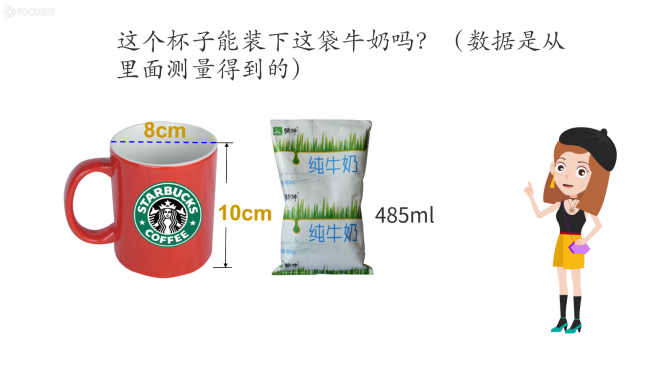 FOCUSKY
这个杯子能装下这袋牛奶吗？（数据是从
里面测量得到的）
8cm
10cm
STARBUCKS
COFFEE
纯牛奶
纯牛奶
485ml